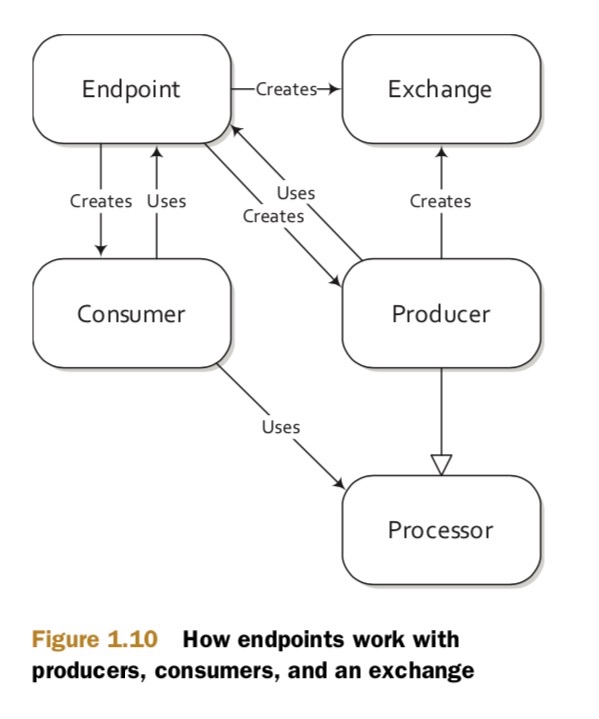 Endpoint
Creates
Exchange
Creates
Uses
Uses
Creates
Creates
Consumer
Producer
Uses
Processor
Figure 1.10 How endpoints work with
producers, consumers, and an exchange